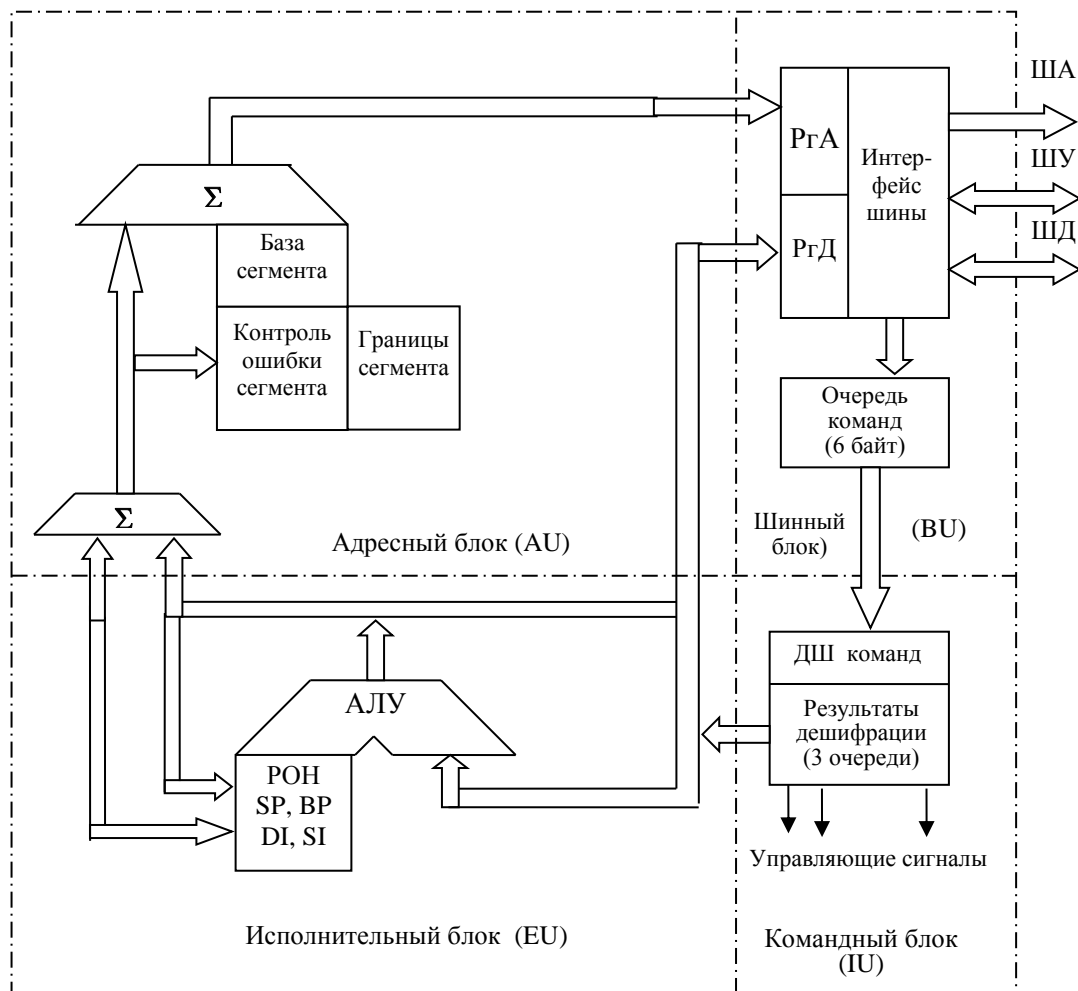 ША
ШУ
ШД
РгА
РгД
Интер-
фейс
шины
Σ
База
сегмента
Контроль
ошибки
сегмента
Границы
сегмента
Очередь
команд
(6 байт)
Σ
Адресный блок (AU)
Шинный
блок)
(BU)
ДШ команд
Результаты
дешифрации
(3 очереди)
АЛУ
РОН
SP, BP
DI, SI
Управляющие сигналы
Исполнительный блок (EU)
Командный блок
(IU)